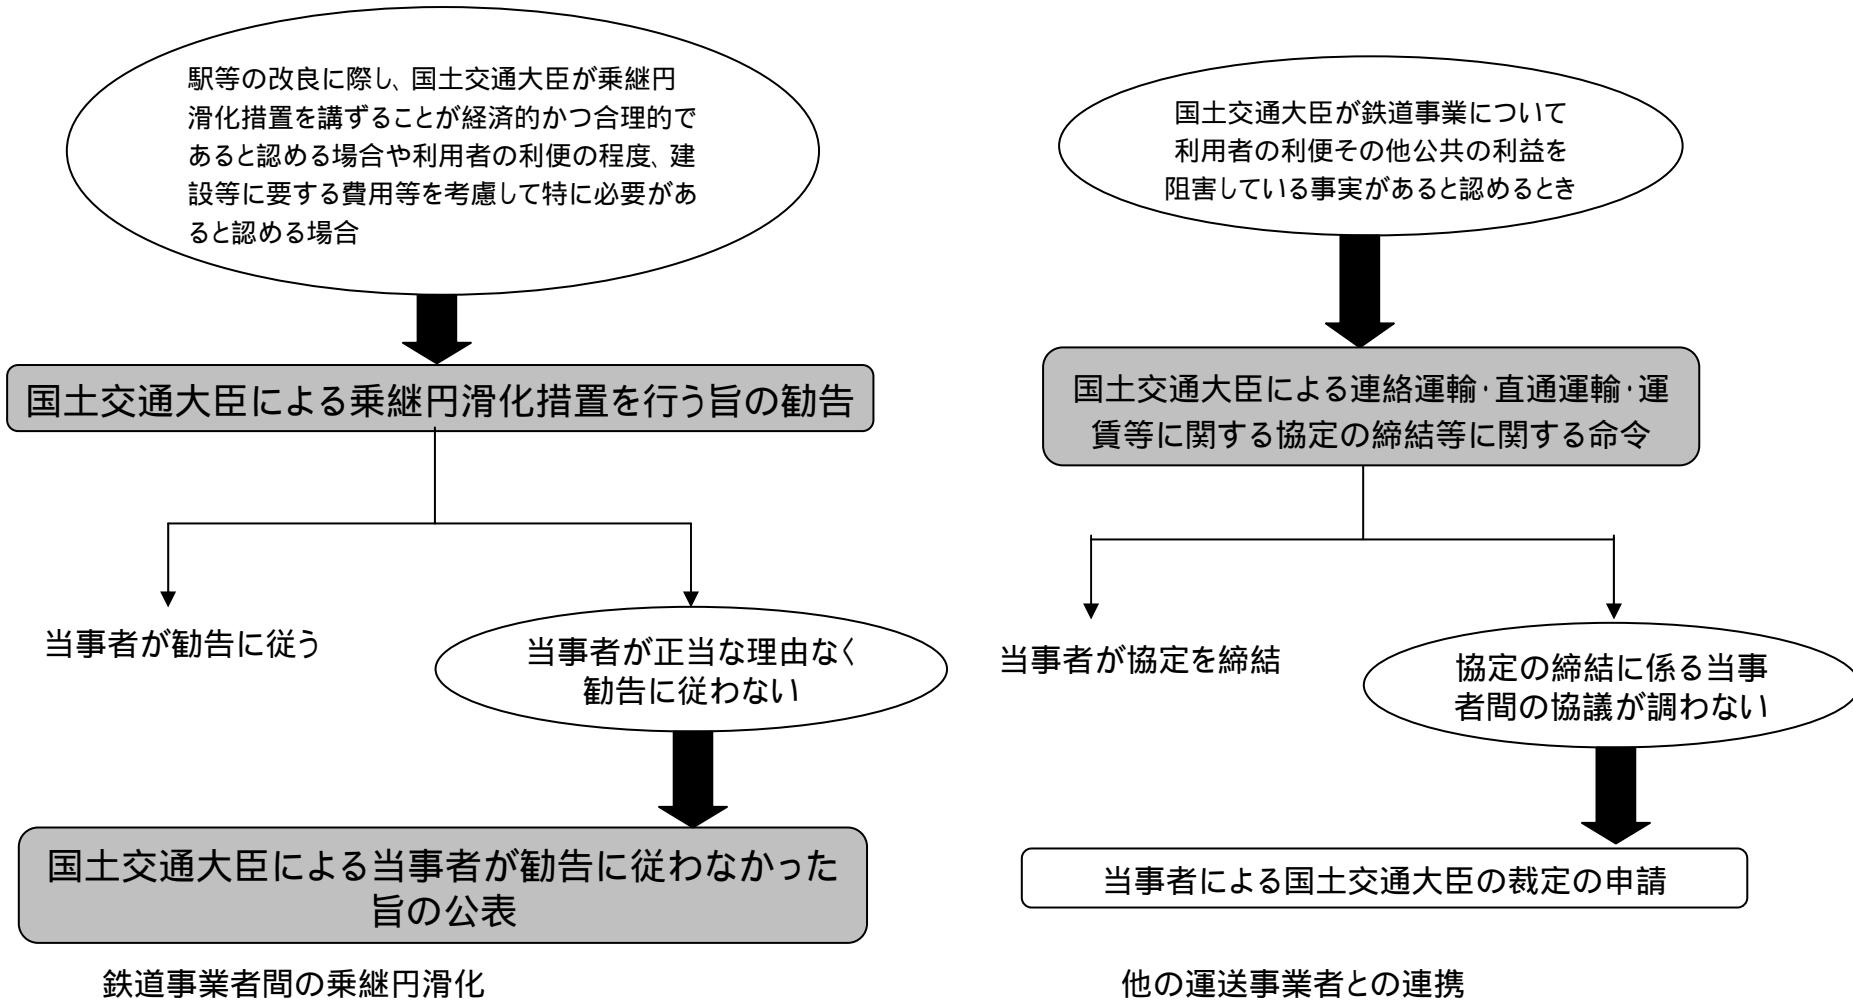 駅等の改良に際し、国土交通大臣が乗継円
滑化措置を講ずることが経済的かつ合理的で
あると認める場合や利用者の利便の程度、建
設等に要する費用等を考慮して特に必要があ
ると認める場合
国土交通大臣による乗継円滑化措置を行う旨の勧告
当事者が勧告に従う
当事者が正当な理由なく
勧告に従わない
国土交通大臣による当事者が勧告に従わなかった
旨の公表
鉄道事業者間の乗継円滑化
国土交通大臣が鉄道事業について
利用者の利便その他公共の利益を
阻害している事実があると認めるとき
国土交通大臣による連絡運輸・直通運輸・運
賃等に関する協定の締結等に関する命令
当事者が協定を締結
協定の締結に係る当事
者間の協議が調わない
当事者による国土交通大臣の裁定の申請
他の運送事業者との連携